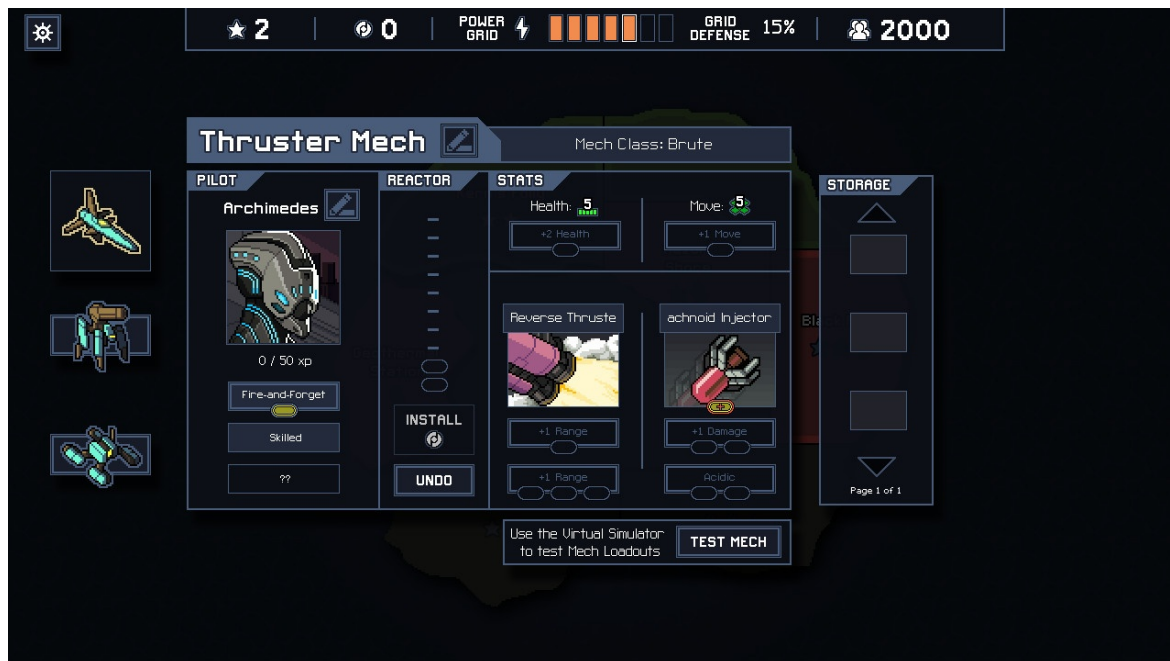 2
0
POWER GRID
GRID DEFENSE 15%
2000
Thruster Mech
Mech Class: Brute
PILOT
Archimedes
0 / 50 xp
Fire-and-Forget
Skilled
??
REACTOR
INSTALL
UNDO
STATS
Health: 5
Move: 5
+2 Health
+1 Move
Reverse Thruste
achnoid Injector
+1 Range
+1 Damage
+1 Range
Acidic
STORAGE
Page 1 of 1
Use the Virtual Simulator
to test Mech Loadouts
TEST MECH